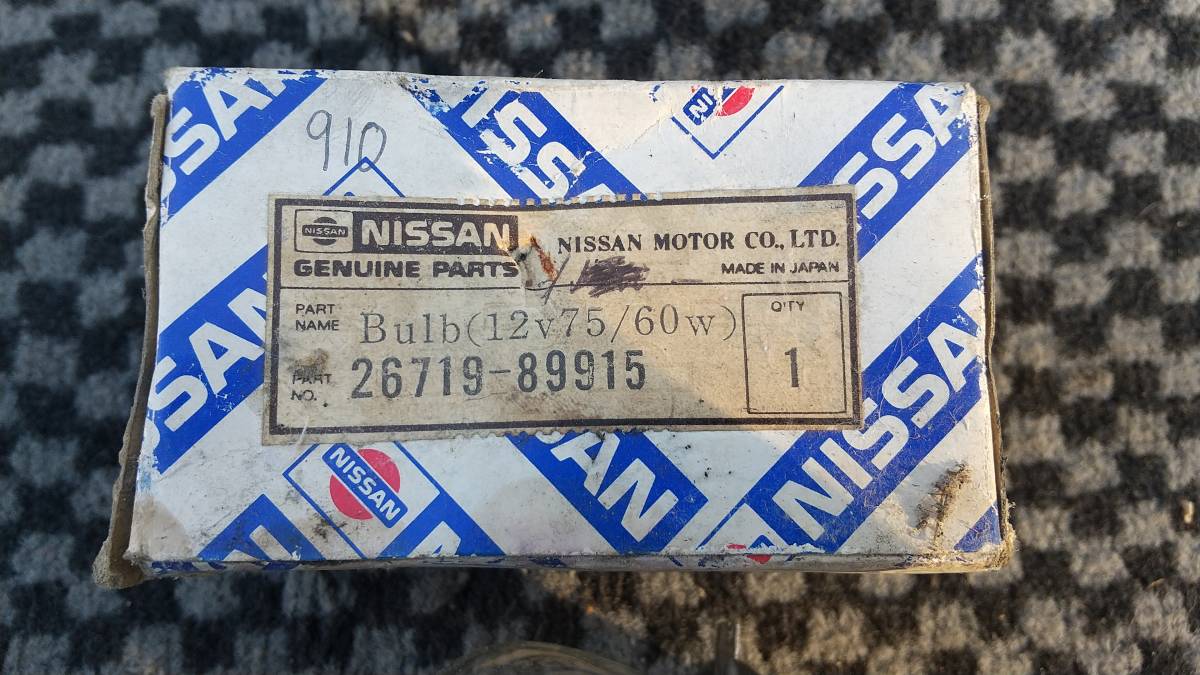 910
NISSAN
NISSAN
NISSAN MOTOR CO., LTD.
GENUINE PARTS
MADE IN JAPAN
PART NAME
Bulb(12v75/60w)
Q'TY
PART NO.
26719-89915
1
NISSAN
NISSAN